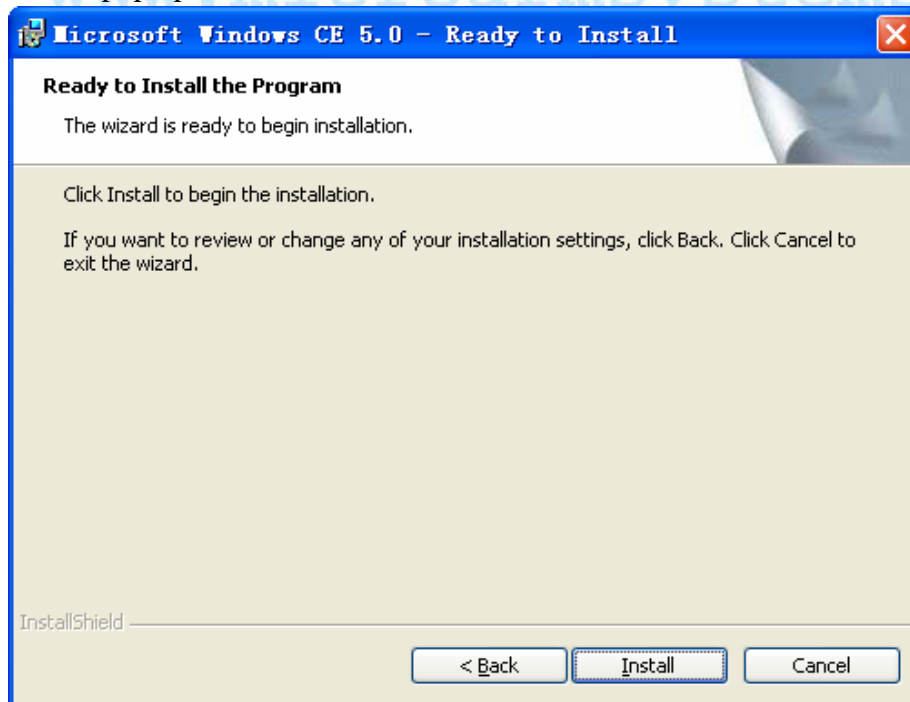 Microsoft Windows CE 5.0 - Ready to Install
Ready to Install the Program
The wizard is ready to begin installation.
Click Install to begin the installation.
If you want to review or change any of your installation settings, click Back. Click Cancel to
exit the wizard.
InstallShield
< Back Install Cancel